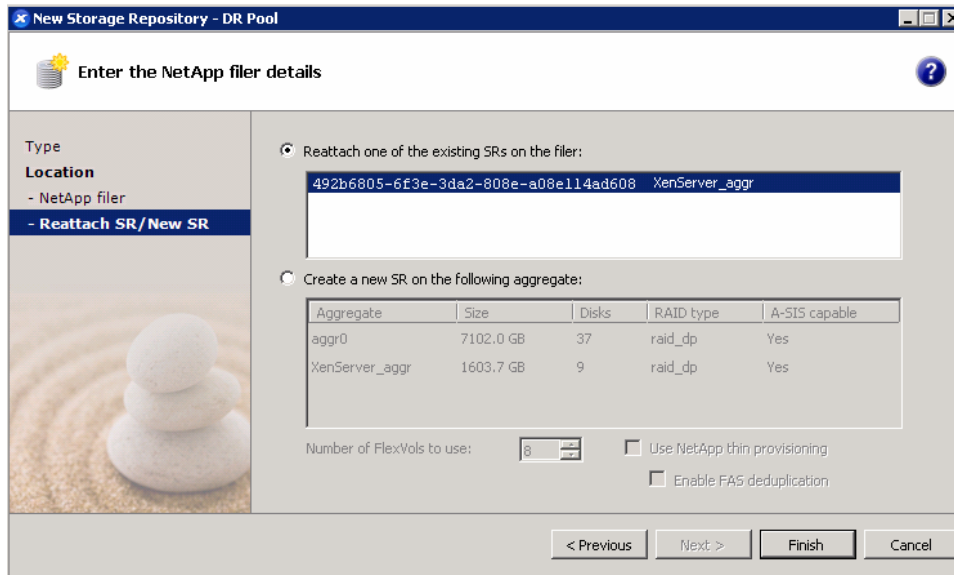 New Storage Repository - DR Pool
Enter the NetApp filer details
?
Type
Location
- NetApp filer
- Reattach SR/New SR
Reattach one of the existing SRs on the filer:
492b6805-6f3e-3da2-808e-a08e114ad608 XenServer_aggr
Create a new SR on the following aggregate:
Aggregate Size Disks RAID type A-SIS capable
aggr0 7102.0 GB 37 raid_dp Yes
XenServer_aggr 1603.7 GB 9 raid_dp Yes
Number of FlexVols to use: 8 Use NetApp thin provisioning
Enable FAS deduplication
< Previous Next > Finish Cancel